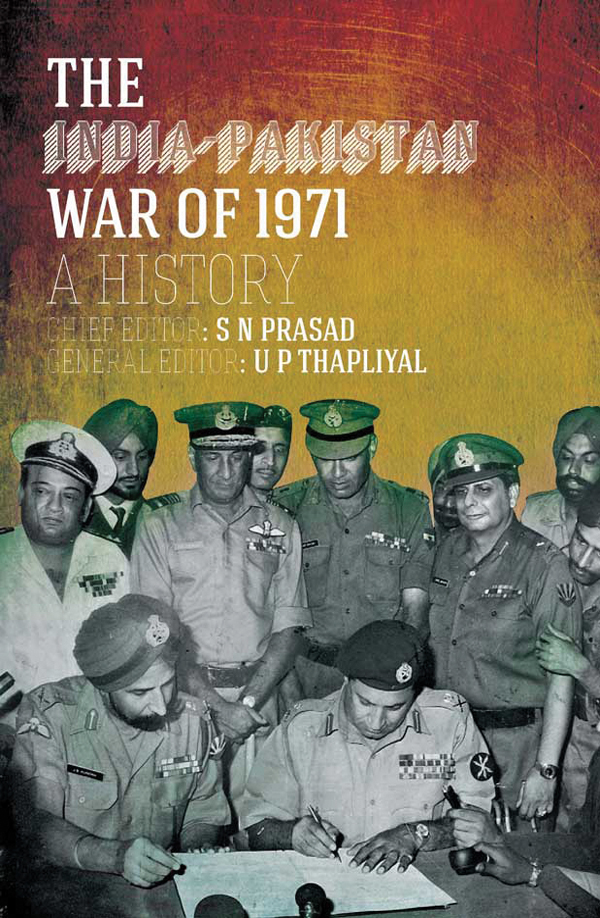 THE
INDIA-PAKISTAN
WAR OF 1971
A HISTORY
CHIEF EDITOR: S N PRASAD
GENERAL EDITOR: U P THAPLIYAL